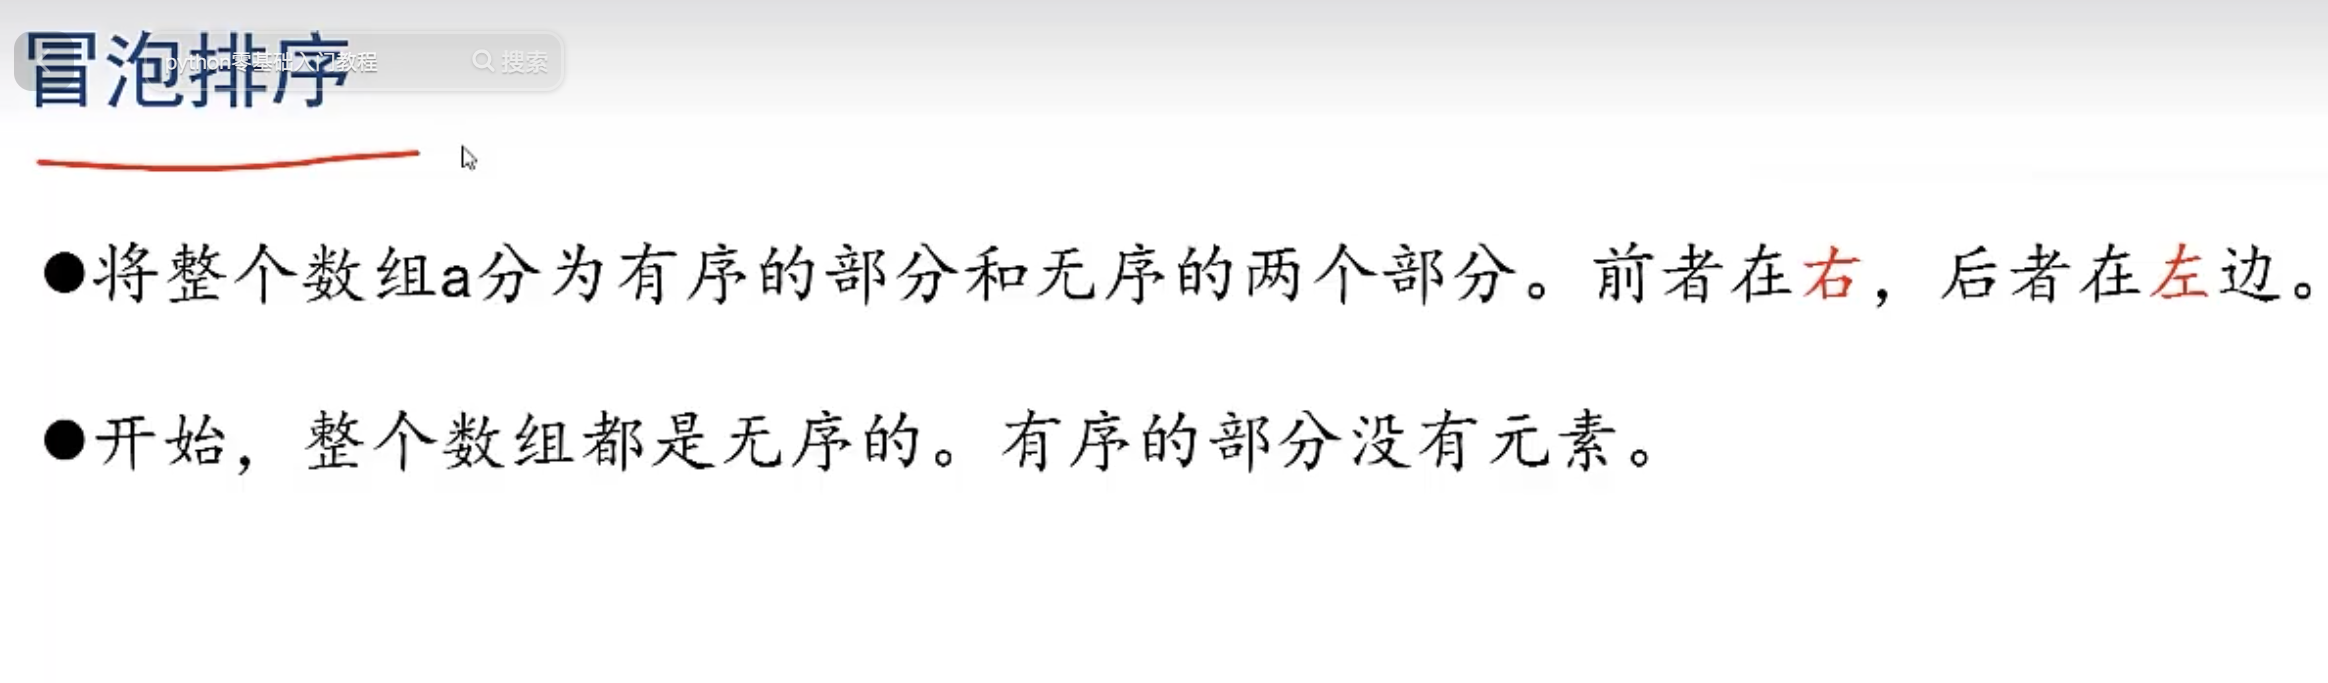 冒泡排序
python零基础入门教程
搜索
●将整个数组a分为有序的部分和无序的两个部分。前者在右，后者在左边。
●开始，整个数组都是无序的。有序的部分没有元素。